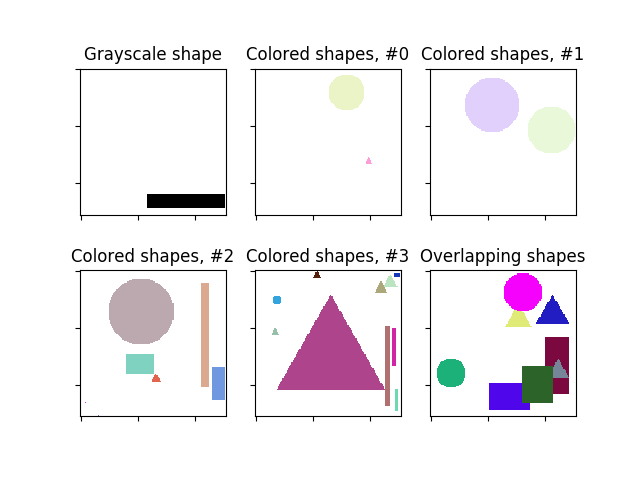 Grayscale shape
Colored shapes, #0
Colored shapes, #1
Colored shapes, #2
Colored shapes, #3
Overlapping shapes